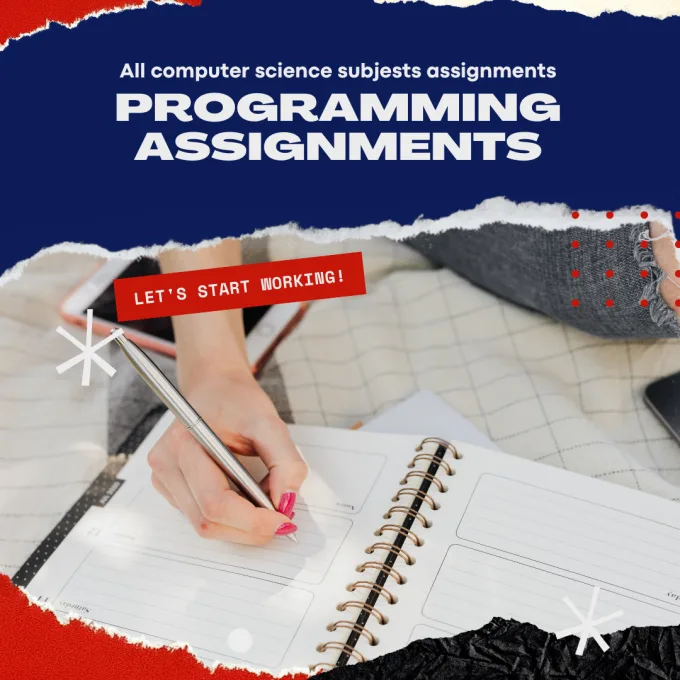 All computer science subjests assignments
PROGRAMMING
ASSIGNMENTS
LET'S START WORKING!